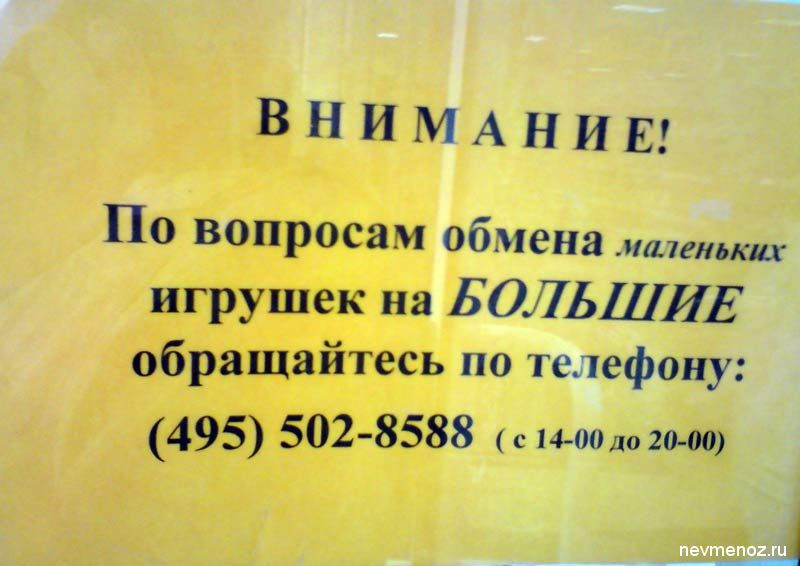 В Н И М А Н И Е!
По вопросам обмена маленьких
игрушек на БОЛЬШИЕ
обращайтесь по телефону:
(495) 502-8588 ( с 14-00 до 20-00)
nevmenoz.ru